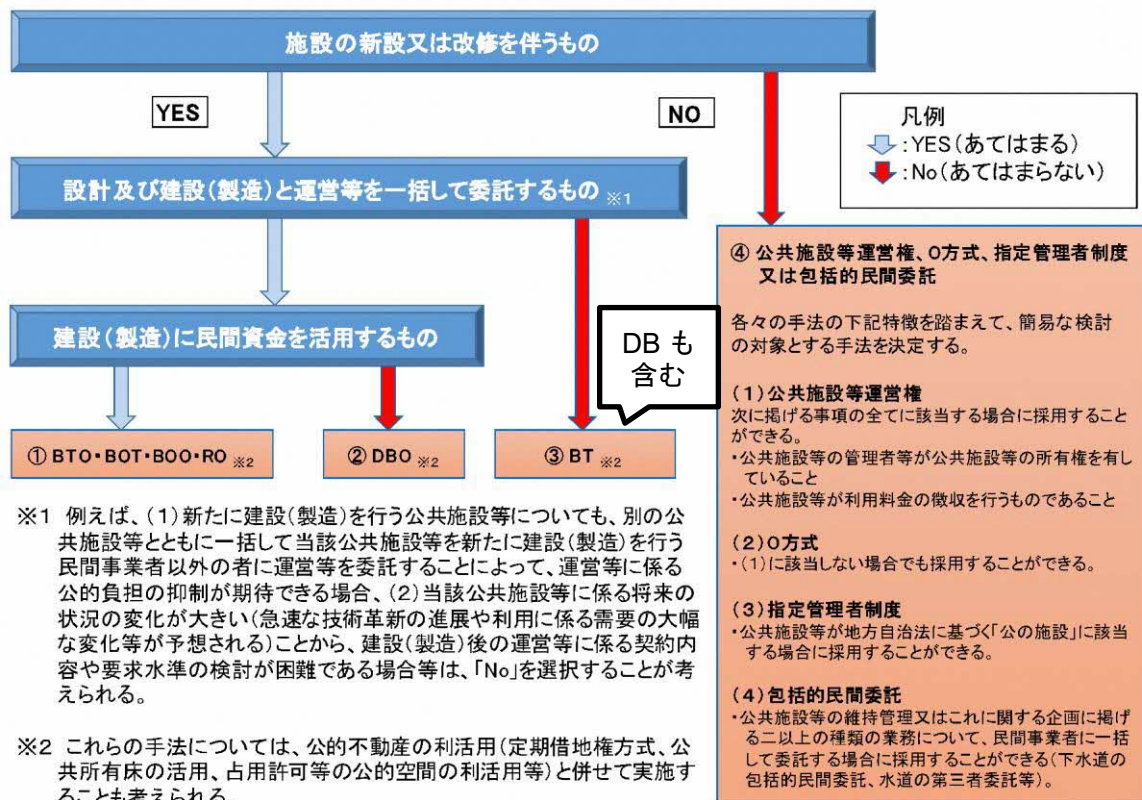 施設の新設又は改修を伴うもの
YES
NO
凡例
:YES(あてはまる)
:No(あてはまらない)
設計及び建設(製造)と運営等を一括して委託するもの ※1
建設(製造)に民間資金を活用するもの
DB も
含む
① BTO・BOT・BOO・RO ※2
② DBO ※2
③ BT ※2
※1 例えば、(1)新たに建設(製造)を行う公共施設等についても、別の公
共施設等とともに一括して当該公共施設等を新たに建設(製造)を行う
民間事業者以外の者に運営等を委託することによって、運営等に係る
公的負担の抑制が期待できる場合、(2)当該公共施設等に係る将来の
状況の変化が大きい(急速な技術革新の進展や利用に係る需要の大幅
な変化等が予想される)ことから、建設(製造)後の運営等に係る契約内
容や要求水準の検討が困難である場合等は、「No」を選択することが考
えられる。
※2 これらの手法については、公的不動産の利活用(定期借地権方式、公
共所有床の活用、占用許可等の公的空間の利活用等)と併せて実施す
ることも考えられる。
④ 公共施設等運営権、O方式、指定管理者制度
又は包括的民間委託
各々の手法の下記特徴を踏まえて、簡易な検討
の対象とする手法を決定する。
(1)公共施設等運営権
次に掲げる事項の全てに該当する場合に採用すること
ができる。
・公共施設等の管理者等が公共施設等の所有権を有し
ていること
・公共施設等が利用料金の徴収を行うものであること
(2)O方式
・(1)に該当しない場合でも採用することができる。
(3)指定管理者制度
・公共施設等が地方自治法に基づく「公の施設」に該当
する場合に採用することができる。
(4)包括的民間委託
・公共施設等の維持管理又はこれに関する企画に掲げ
る二以上の種類の業務について、民間事業者に一括
して委託する場合に採用することができる(下水道の
包括的民間委託、水道の第三者委託等)。